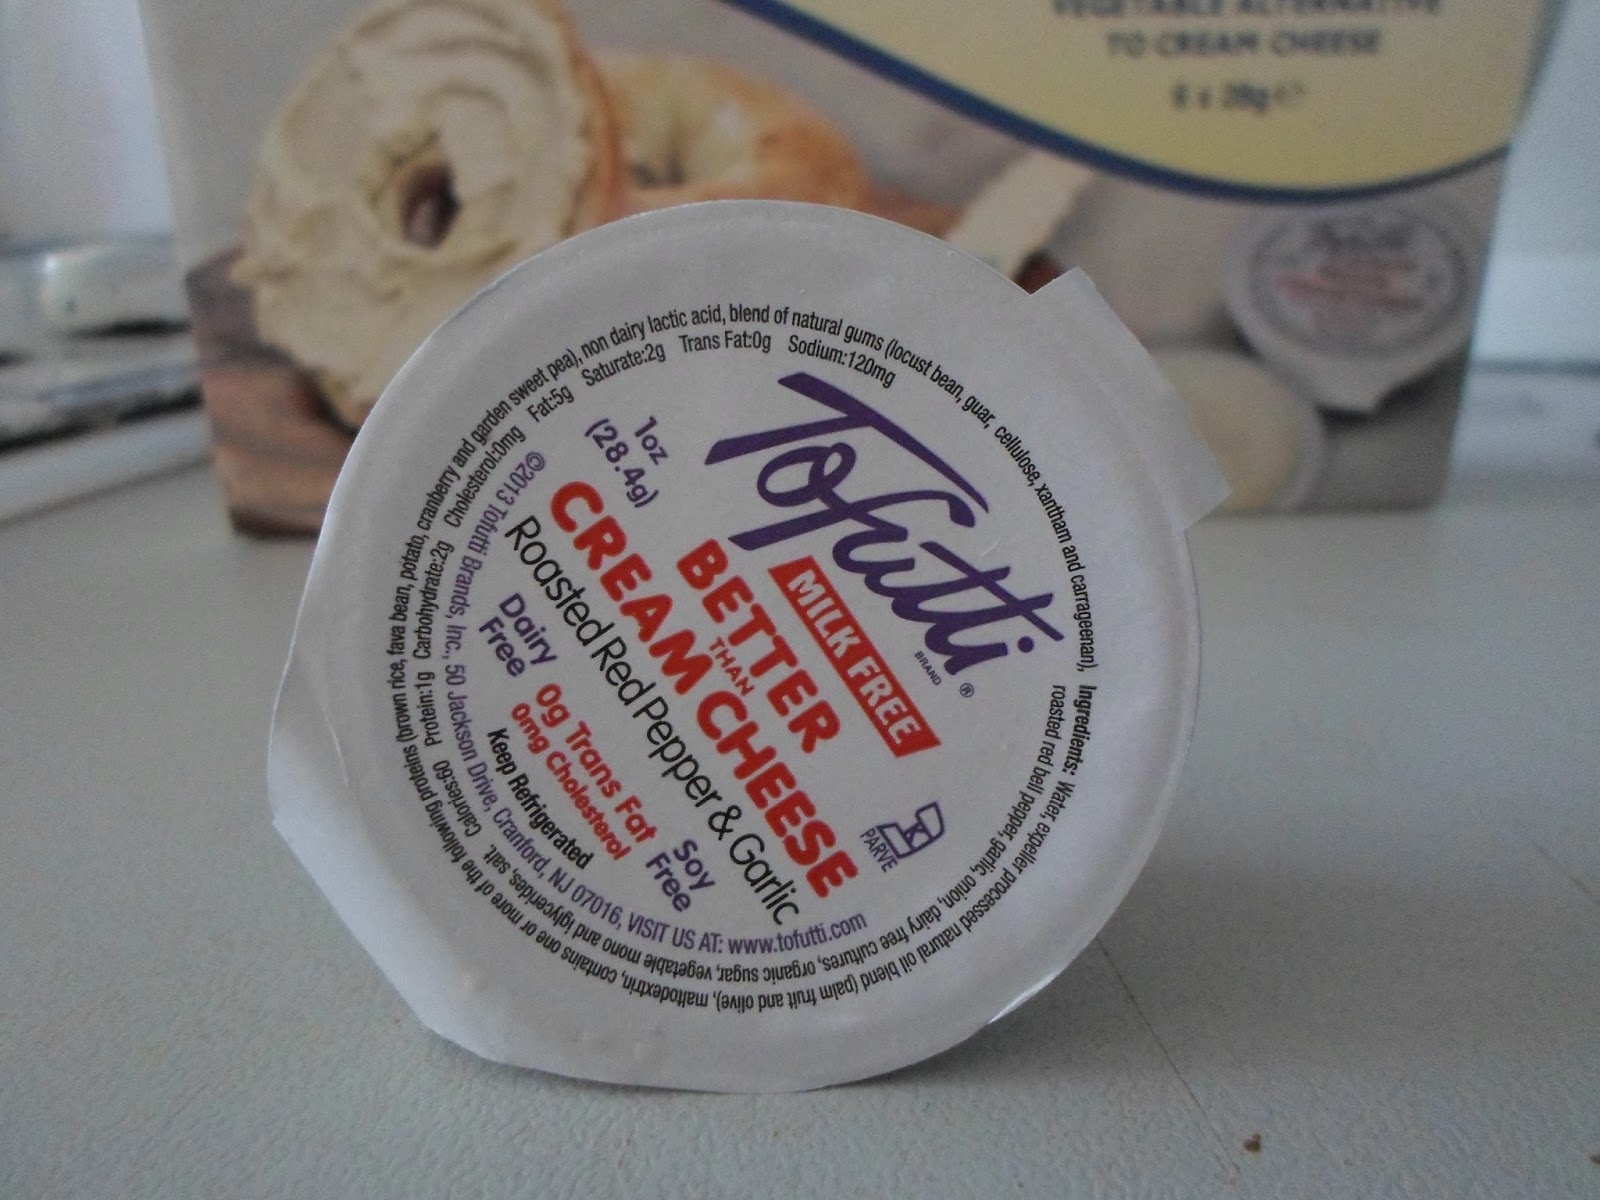 VEGETABLE ALTERNATIVE
TO CREAM CHEESE
6 x 28g e
Tofutti
BRAND ®
MILK FREE
1oz
(28.4g)
BETTER
THAN
CREAM CHEESE
Roasted Red Pepper & Garlic
Dairy
Free
0g Trans Fat
0mg Cholesterol
Soy
Free
Keep Refrigerated
K
PARVE
©2013 Tofutti Brands, Inc., 50 Jackson Drive, Cranford, NJ 07016, VISIT US AT: www.tofutti.com
Calories:60 Protein:1g Carbohydrate:2g Cholesterol:0mg Fat:5g Saturate:2g Trans Fat:0g Sodium:120mg
Ingredients: Water, expeller processed natural oil blend (palm fruit and olive), maltodextrin, contains one or more of the following proteins (brown rice, fava bean, potato, cranberry and garden sweet pea), non dairy lactic acid, blend of natural gums (locust bean, guar, cellulose, xantham and carrageenan),
roasted red bell pepper, garlic, onion, dairy free cultures, organic sugar, vegetable mono and iglycerides, salt.